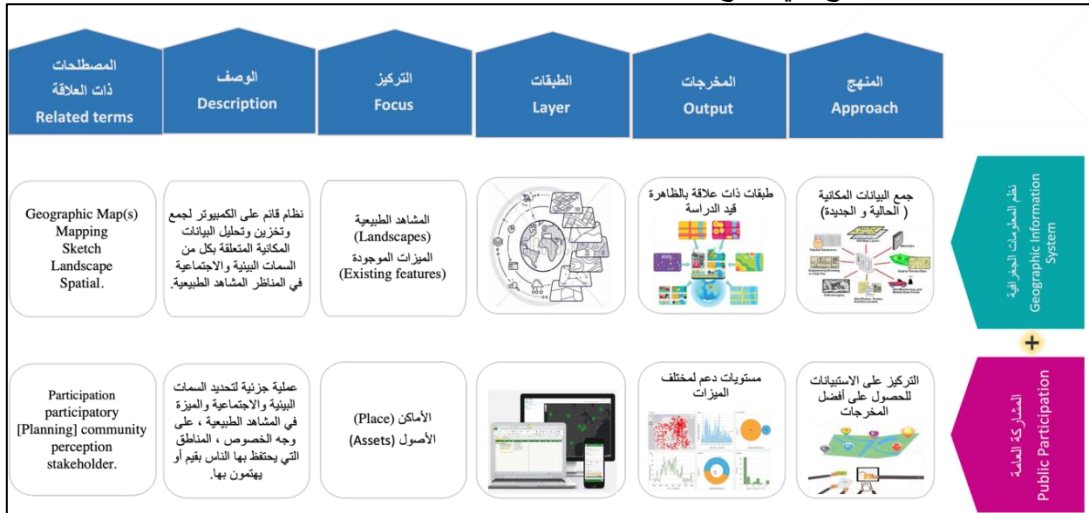 المنهج
Approach
المخرجات
Output
الطبقات
Layer
التركيز
Focus
الوصف
Description
المصطلحات
ذات العلاقة
Related terms
نظم المعلومات الجغرافية
Geographic Information
System
جمع البيانات المكانية
( الحالية و الجديدة)
طبقات ذات علاقة بالظاهرة
قيد الدراسة
المشاهد الطبيعية
(Landscapes)
الميزات الموجودة
(Existing features)
نظام قائم على الكمبيوتر لجمع
وتخزين وتحليل البيانات
المكانية المتعلقة بكل من
السمات البيئية والاجتماعية
في المناظر المشاهد الطبيعية.
Geographic Map(s)
Mapping
Sketch
Landscape
Spatial.
+
المشاركة العامة
Public Participation
التركيز على الاستبيانات
للحصول على أفضل
المخرجات
مستويات دعم لمختلف
الميزات
الأماكن (Place)
الأصول (Assets)
عملية جزئية لتحديد السمات
البيئية والاجتماعية والميزة
في المشاهد الطبيعية ، على
وجه الخصوص ، المناطق
التي يحتفظ بها الناس بقيم أو
يهتمون بها.
Participation
participatory
[Planning] community
perception
stakeholder.